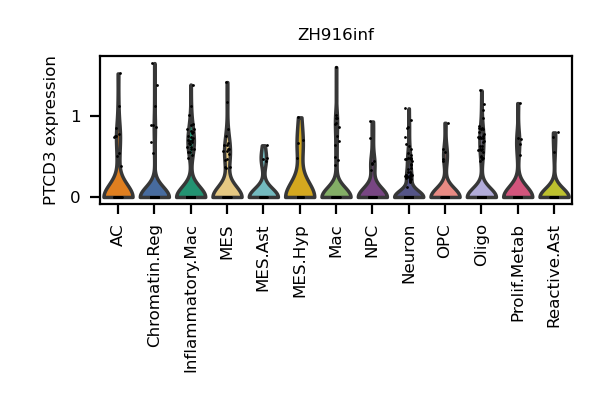 ZH916inf
PTCD3 expression
1
0
AC
Chromatin.Reg
Inflammatory.Mac
MES
MES.Ast
MES.Hyp
Mac
NPC
Neuron
OPC
Oligo
Prolif.Metab
Reactive.Ast